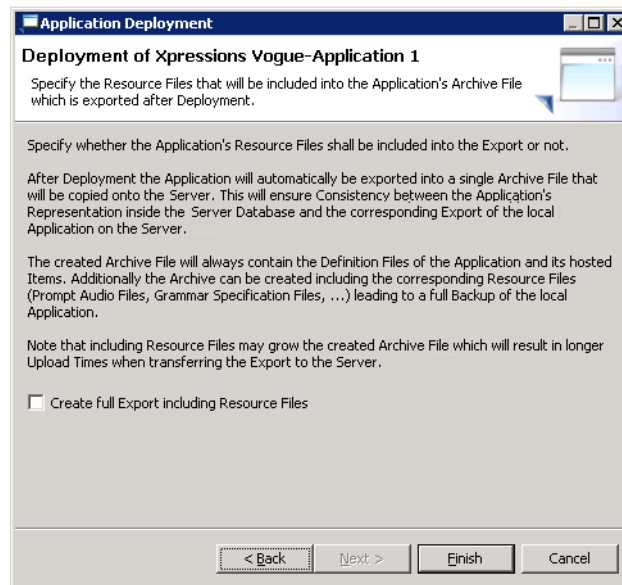 Application Deployment
Deployment of Xpressions Vogue-Application 1
Specify the Resource Files that will be included into the Application's Archive File
which is exported after Deployment.
Specify whether the Application's Resource Files shall be included into the Export or not.
After Deployment the Application will automatically be exported into a single Archive File that
will be copied onto the Server. This will ensure Consistency between the Application's
Representation inside the Server Database and the corresponding Export of the local
Application on the Server.
The created Archive File will always contain the Definition Files of the Application and its hosted
Items. Additionally the Archive can be created including the corresponding Resource Files
(Prompt Audio Files, Grammar Specification Files, ...) leading to a full Backup of the local
Application.
Note that including Resource Files may grow the created Archive File which will result in longer
Upload Times when transferring the Export to the Server.
Create full Export including Resource Files
< Back Next > Finish Cancel